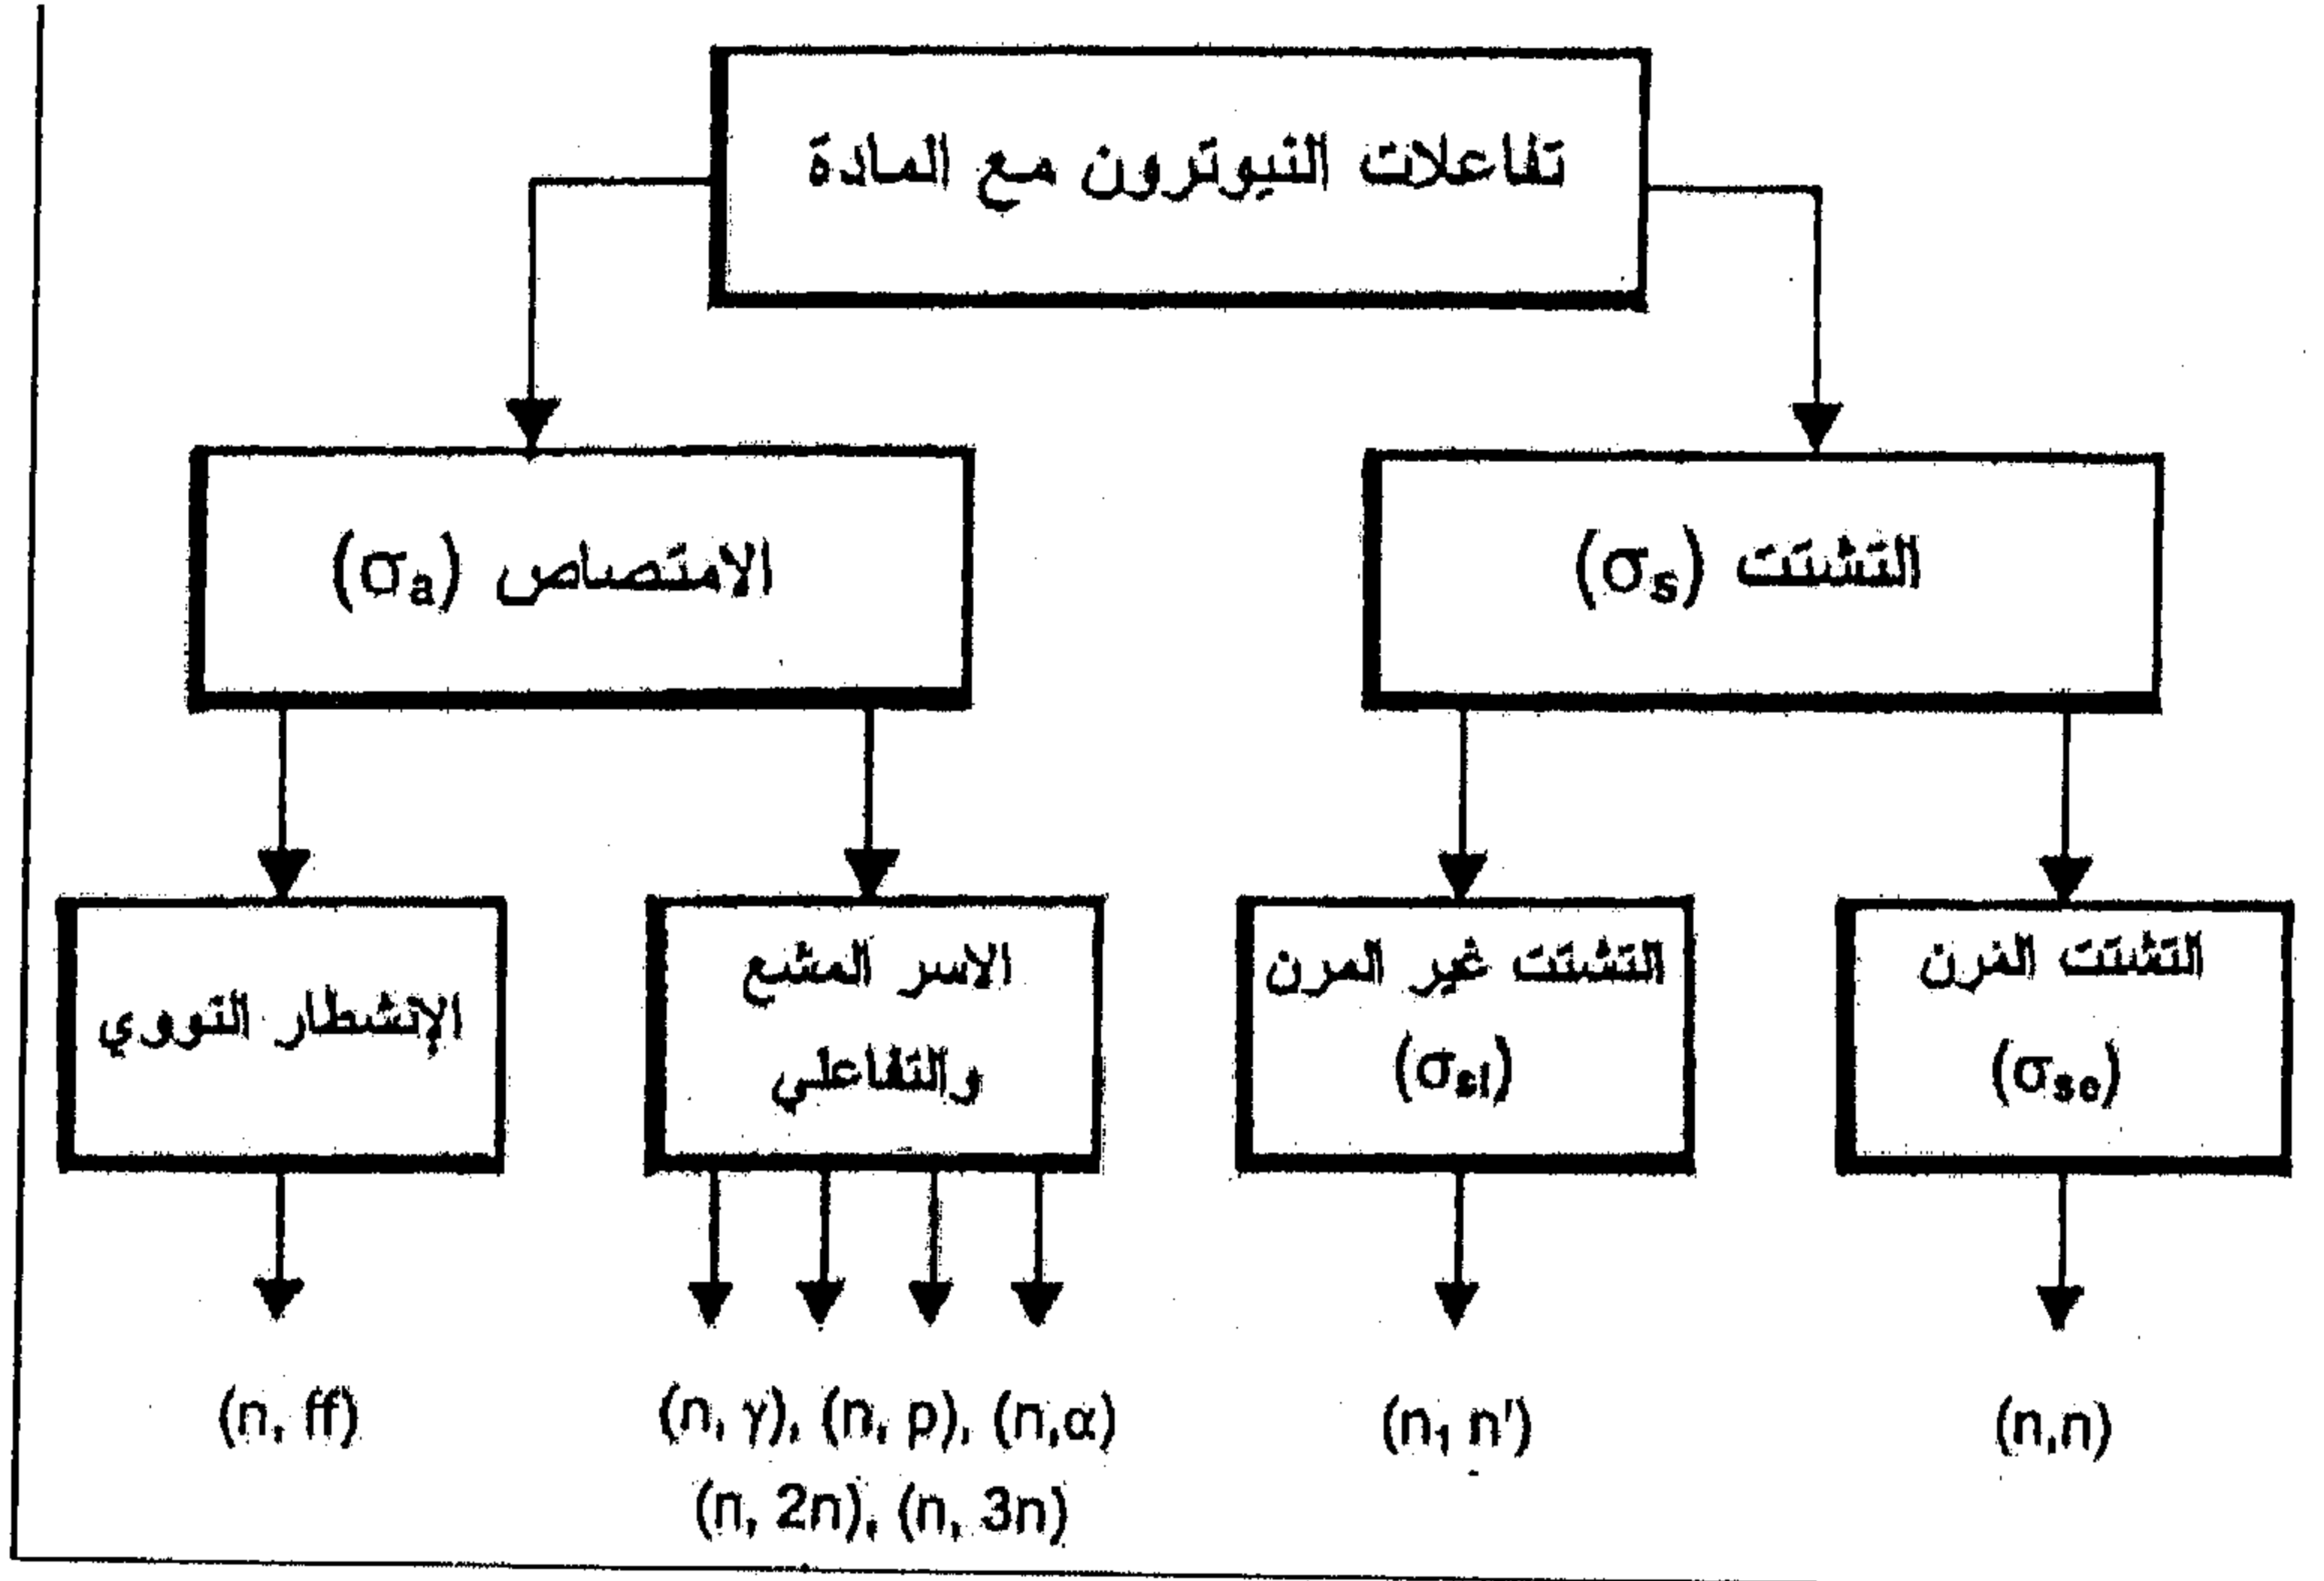 تفاعلات النيوترون مع المادة
التشتت (σs)
الامتصاص (σa)
التشتت المرن
(σse)
التشتت غير المرن
(σsi)
الاسر المشع
والتفاعلي
الإنشطار النووي
(n,n)
(n, n')
(n, γ), (n, p), (n,α)
(n, 2n), (n, 3n)
(n, ff)